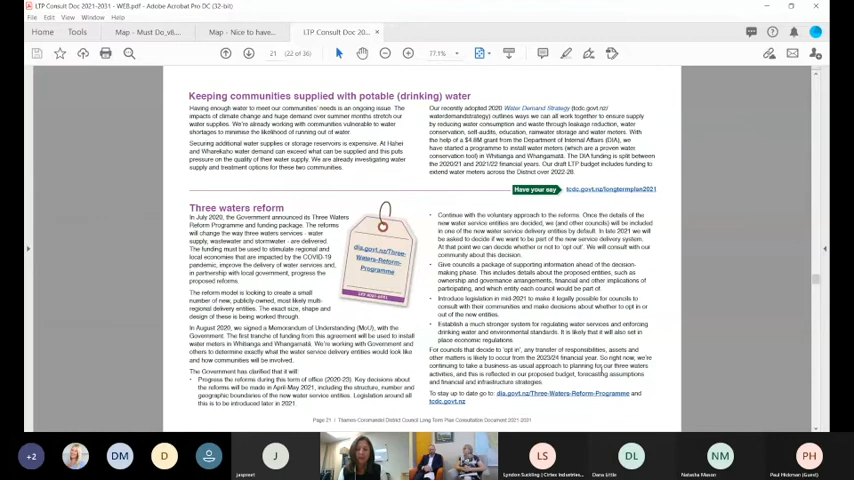 LTP Consult Doc 2021-2031 - WEB.pdf - Adobe Acrobat Pro DC (32-bit)
File Edit View Window Help
Home Tools Map - Must Do_v8.... Map - Nice to have... LTP Consult Doc 202... ×
21 (22 of 36) 77.1%
Keeping communities supplied with potable (drinking) water
Having enough water to meet our communities' needs is an ongoing issue. The
impacts of climate change and huge demand over summer months stretch our
water supplies. We're already working with communities vulnerable to water
shortages to minimise the likelihood of running out of water.
Securing additional water supplies or storage reservoirs is expensive. At Hahei
and Wharekaho water demand can exceed what can be supplied and this puts
pressure on the quality of their water supply. We are already investigating water
supply and treatment options for these two communities.
Our recently adopted 2020 Water Demand Strategy (tcdc.govt.nz/
waterdemandstrategy) outlines ways we can all work together to ensure supply
by reducing water consumption and waste through leakage reduction, water
conservation, self-audits, education, rainwater storage and water meters. With
the help of a $4.8M grant from the Department of Internal Affairs (DIA), we
have started a programme to install water meters (which are a proven water
conservation tool) in Whitianga and Whangamatā. The DIA funding is split between
the 2020/21 and 2021/22 financial years. Our draft LTP budget includes funding to
extend water meters across the District over 2022-28.
Have your say tcdc.govt.nz/longtermplan2021
Three waters reform
In July 2020, the Government announced its Three Waters
Reform Programme and funding package. The reforms
will change the way three waters services - water
supply, wastewater and stormwater - are delivered.
The funding must be used to stimulate regional and
local economies that are impacted by the COVID-19
pandemic, improve the delivery of water services and,
in partnership with local government, progress the
proposed reforms.
The reform model is looking to create a small
number of new, publicly owned, most likely multi-
regional delivery entities. The exact size, shape and
design of these is being worked through.
In August 2020, we signed a Memorandum of Understanding (MoU), with the
Government. The first tranche of funding from this agreement will be used to install
water meters in Whitianga and Whangamatā. We're working with Government and
others to determine exactly what the water service delivery entities would look like
and how communities will be involved.
The Government has clarified that it will:
• Progress the reforms during this term of office (2020-23). Key decisions about
the reforms will be made in April-May 2021, including the structure, number and
geographic boundaries of the new water service entities. Legislation around all
this is to be introduced later in 2021.
dia.govt.nz/Three-
Waters-Reform-
Programme
LTP 2021-2031
• Continue with the voluntary approach to the reforms. Once the details of the
new water service entities are decided, we (and other councils) will be included
in one of the new water service delivery entities by default. In late 2021 we will
be asked to decide if we want to be part of the new service delivery system.
At that point we can decide whether or not to 'opt out'. We will consult with our
community about this decision.
• Give councils a package of supporting information ahead of the decision-
making phase. This includes details about the proposed entities, such as
ownership and governance arrangements, financial and other implications of
participating, and which entity each council would be part of.
• Introduce legislation in mid-2021 to make it legally possible for councils to
consult with their communities and make decisions about whether to opt in or
out of the new entities.
• Establish a much stronger system for regulating water services and enforcing
drinking water and environmental standards. It is likely that it will also set in
place economic regulations.
For councils that decide to 'opt in', any transfer of responsibilities, assets and
other matters is likely to occur from the 2023/24 financial year. So right now, we're
continuing to take a business-as-usual approach to planning for our three waters
activities, and this is reflected in our proposed budget, forecasting assumptions
and financial and infrastructure strategies.
To stay up to date go to: dia.govt.nz/Three-Waters-Reform-Programme and
tcdc.govt.nz
Page 21 | Thames-Coromandel District Council Long Term Plan Consultation Document 2021-2031
+2 DM D J LS DL NM PH
jaspreet Lyndon Suckling | Cirtex Industries... Dana Little Natasha Mason Paul Hickman (Guest)